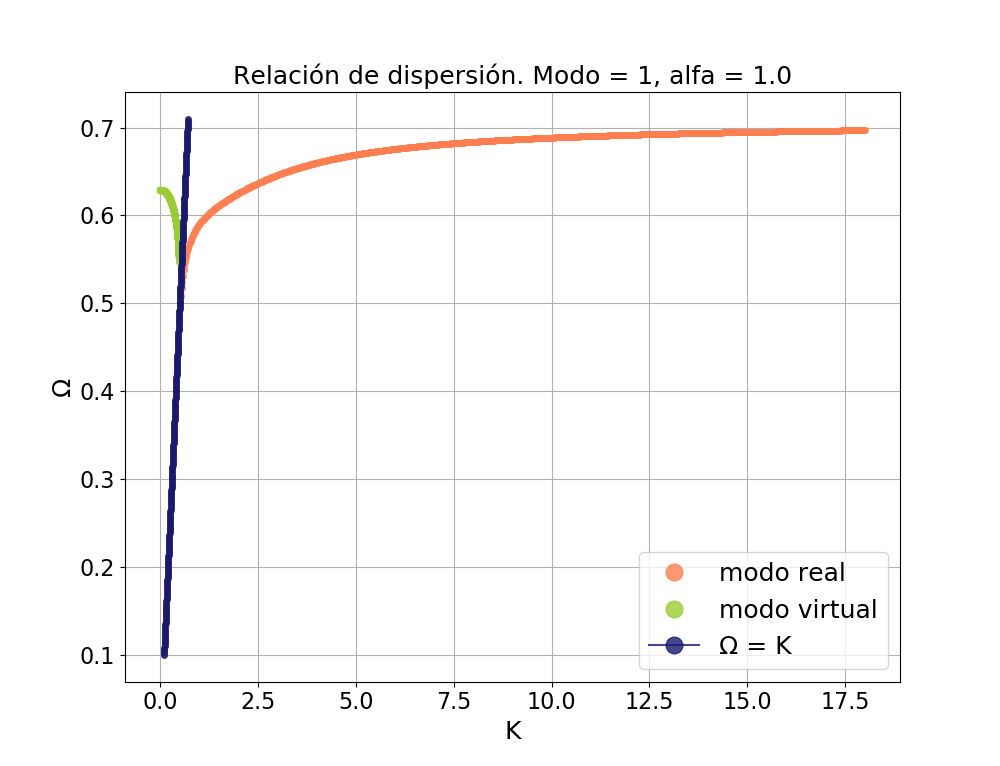 Relación de dispersión. Modo = 1, alfa = 1.0
Ω
0.7
0.6
0.5
0.4
0.3
0.2
0.1
0.0 2.5 5.0 7.5 10.0 12.5 15.0 17.5
K
modo real
modo virtual
Ω = K